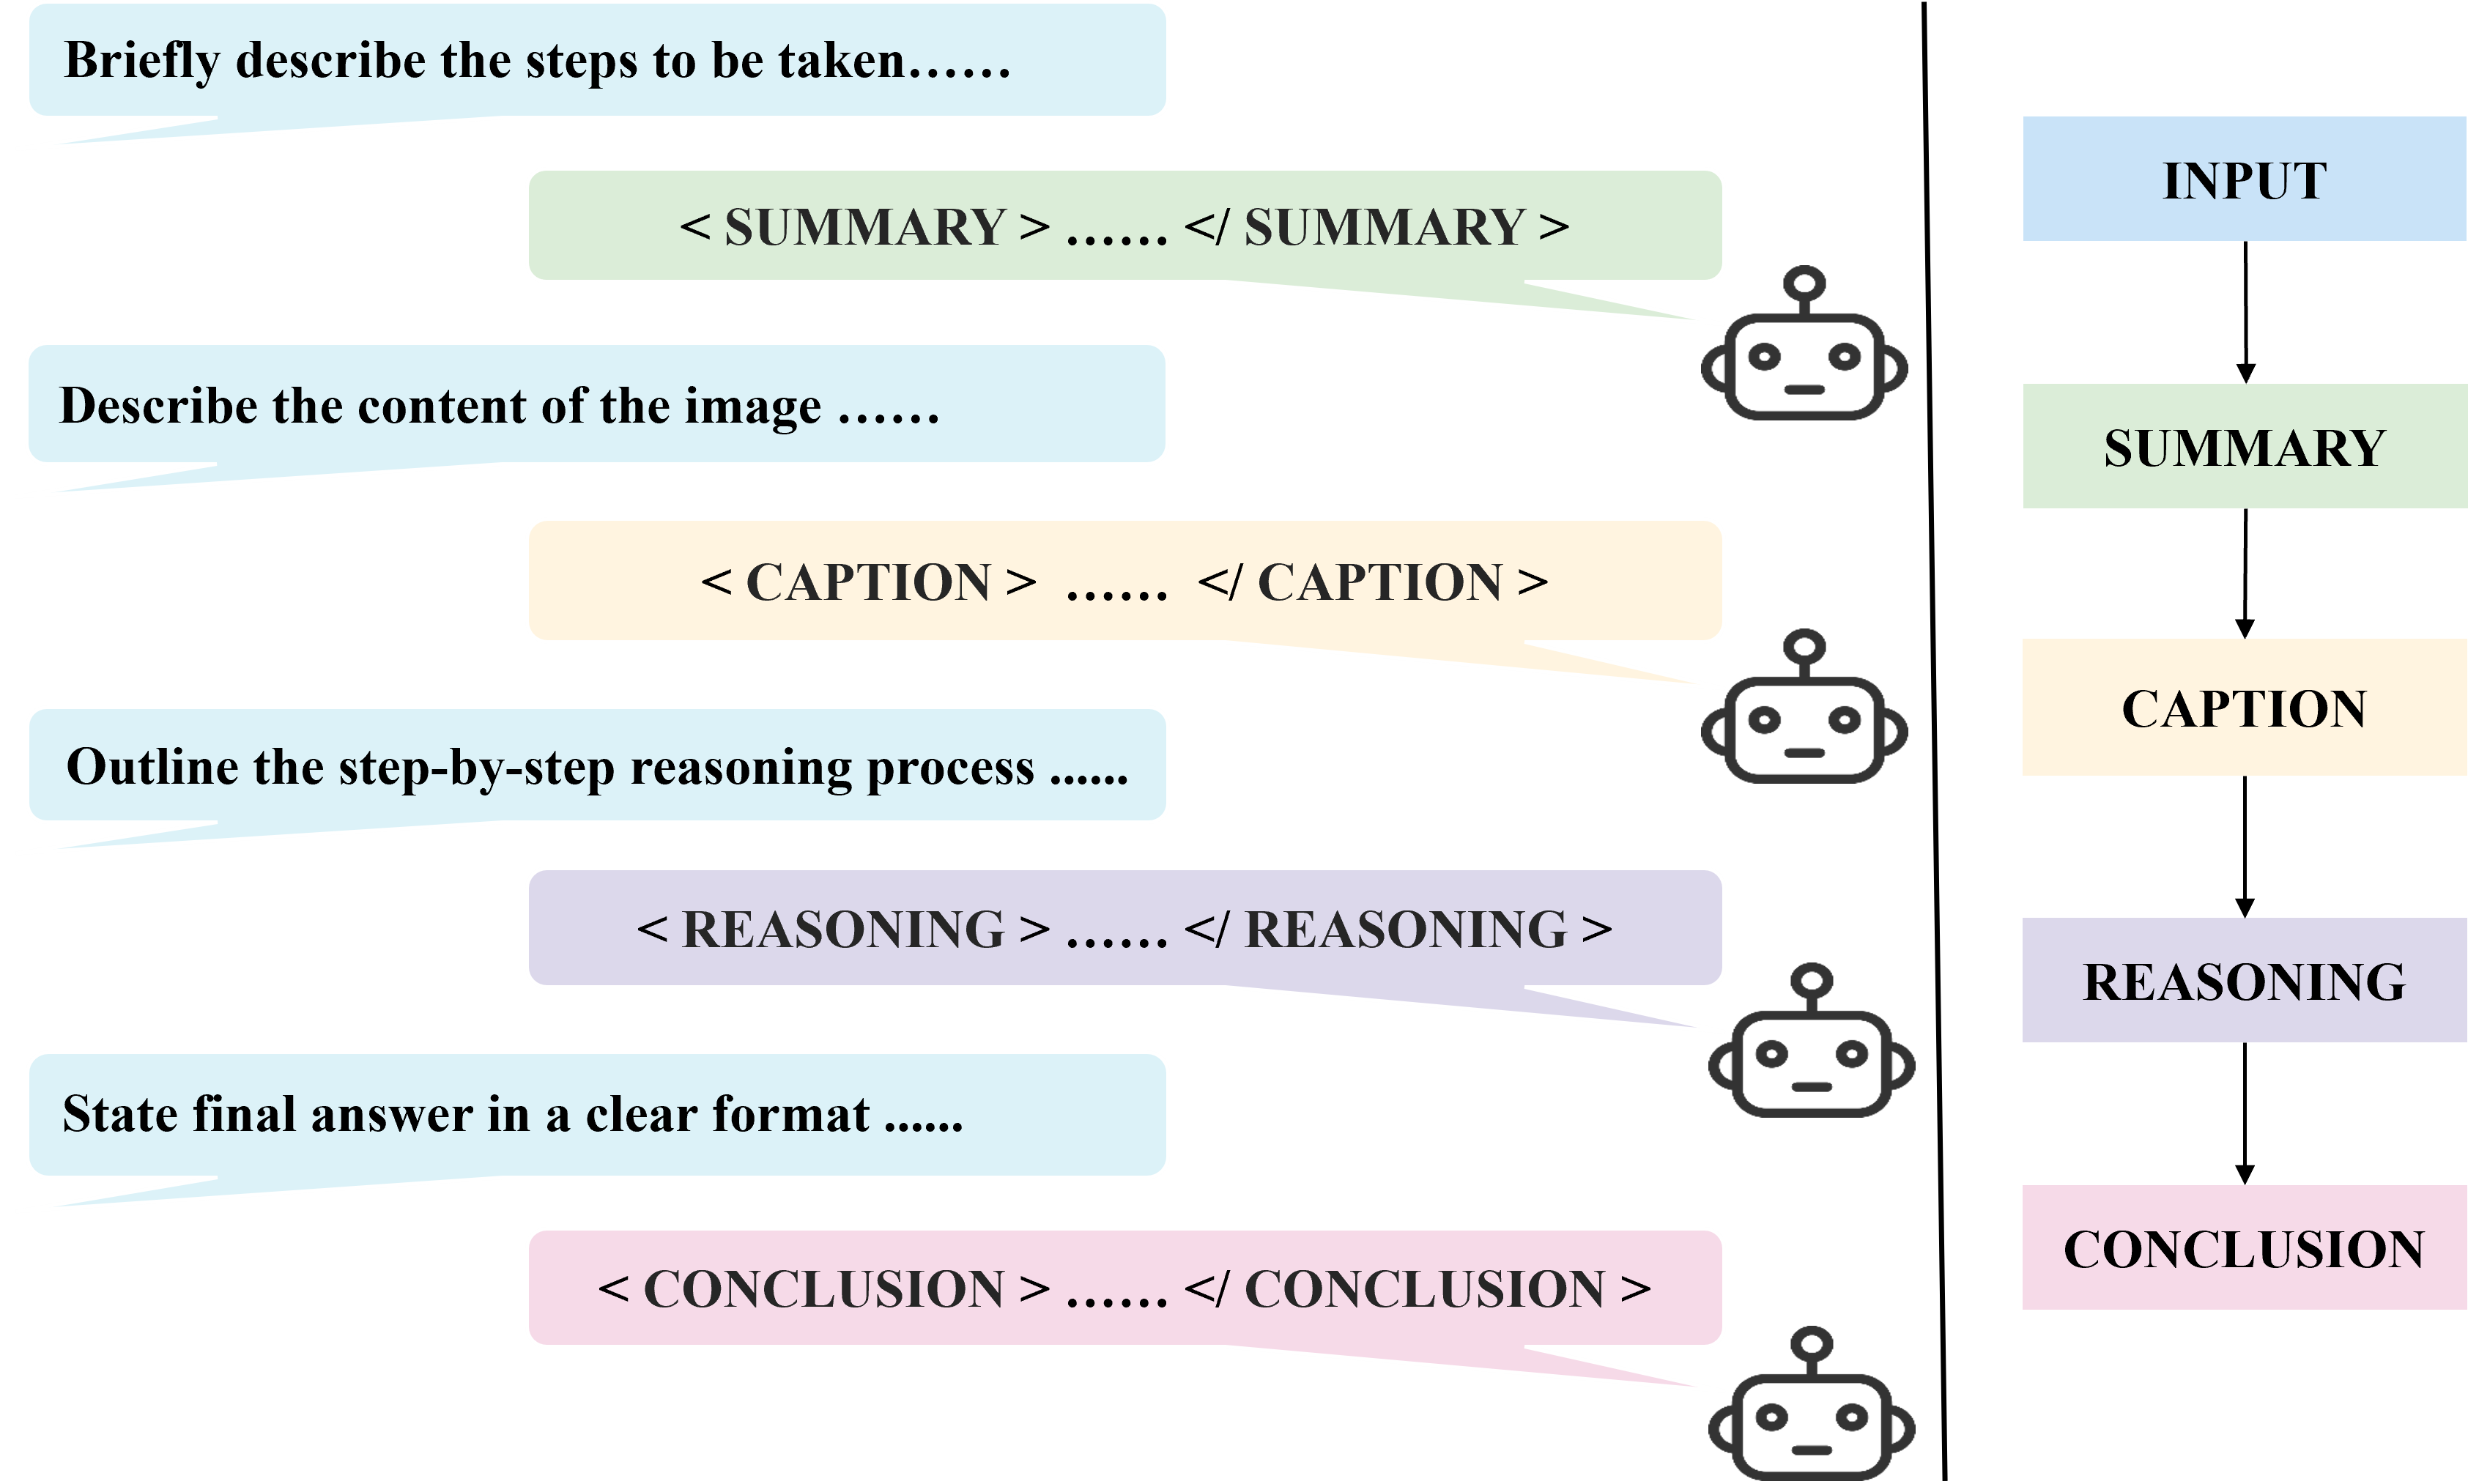 Briefly describe the steps to be taken……
< SUMMARY > …… </ SUMMARY >
Describe the content of the image ……
< CAPTION > …… </ CAPTION >
Outline the step-by-step reasoning process ......
< REASONING > …… </ REASONING >
State final answer in a clear format ......
< CONCLUSION > …… </ CONCLUSION >
INPUT
SUMMARY
CAPTION
REASONING
CONCLUSION